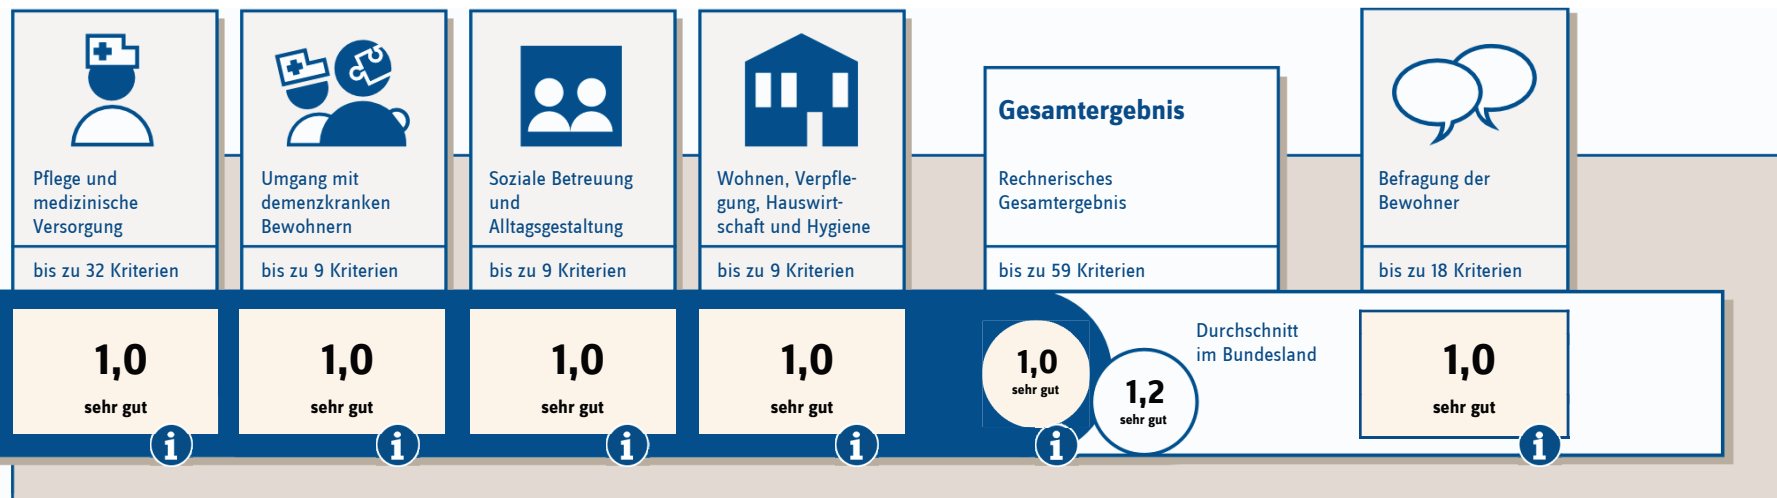 Pflege und
medizinische
Versorgung
bis zu 32 Kriterien
1,0
sehr gut
i
Umgang mit
demenzkranken
Bewohnern
bis zu 9 Kriterien
1,0
sehr gut
i
Soziale Betreuung
und
Alltagsgestaltung
bis zu 9 Kriterien
1,0
sehr gut
i
Wohnen, Verpfle-
gung, Hauswirt-
schaft und Hygiene
bis zu 9 Kriterien
1,0
sehr gut
i
Gesamtergebnis
Rechnerisches
Gesamtergebnis
bis zu 59 Kriterien
1,0
sehr gut
i
1,2
sehr gut
Durchschnitt
im Bundesland
Befragung der
Bewohner
bis zu 18 Kriterien
1,0
sehr gut
i